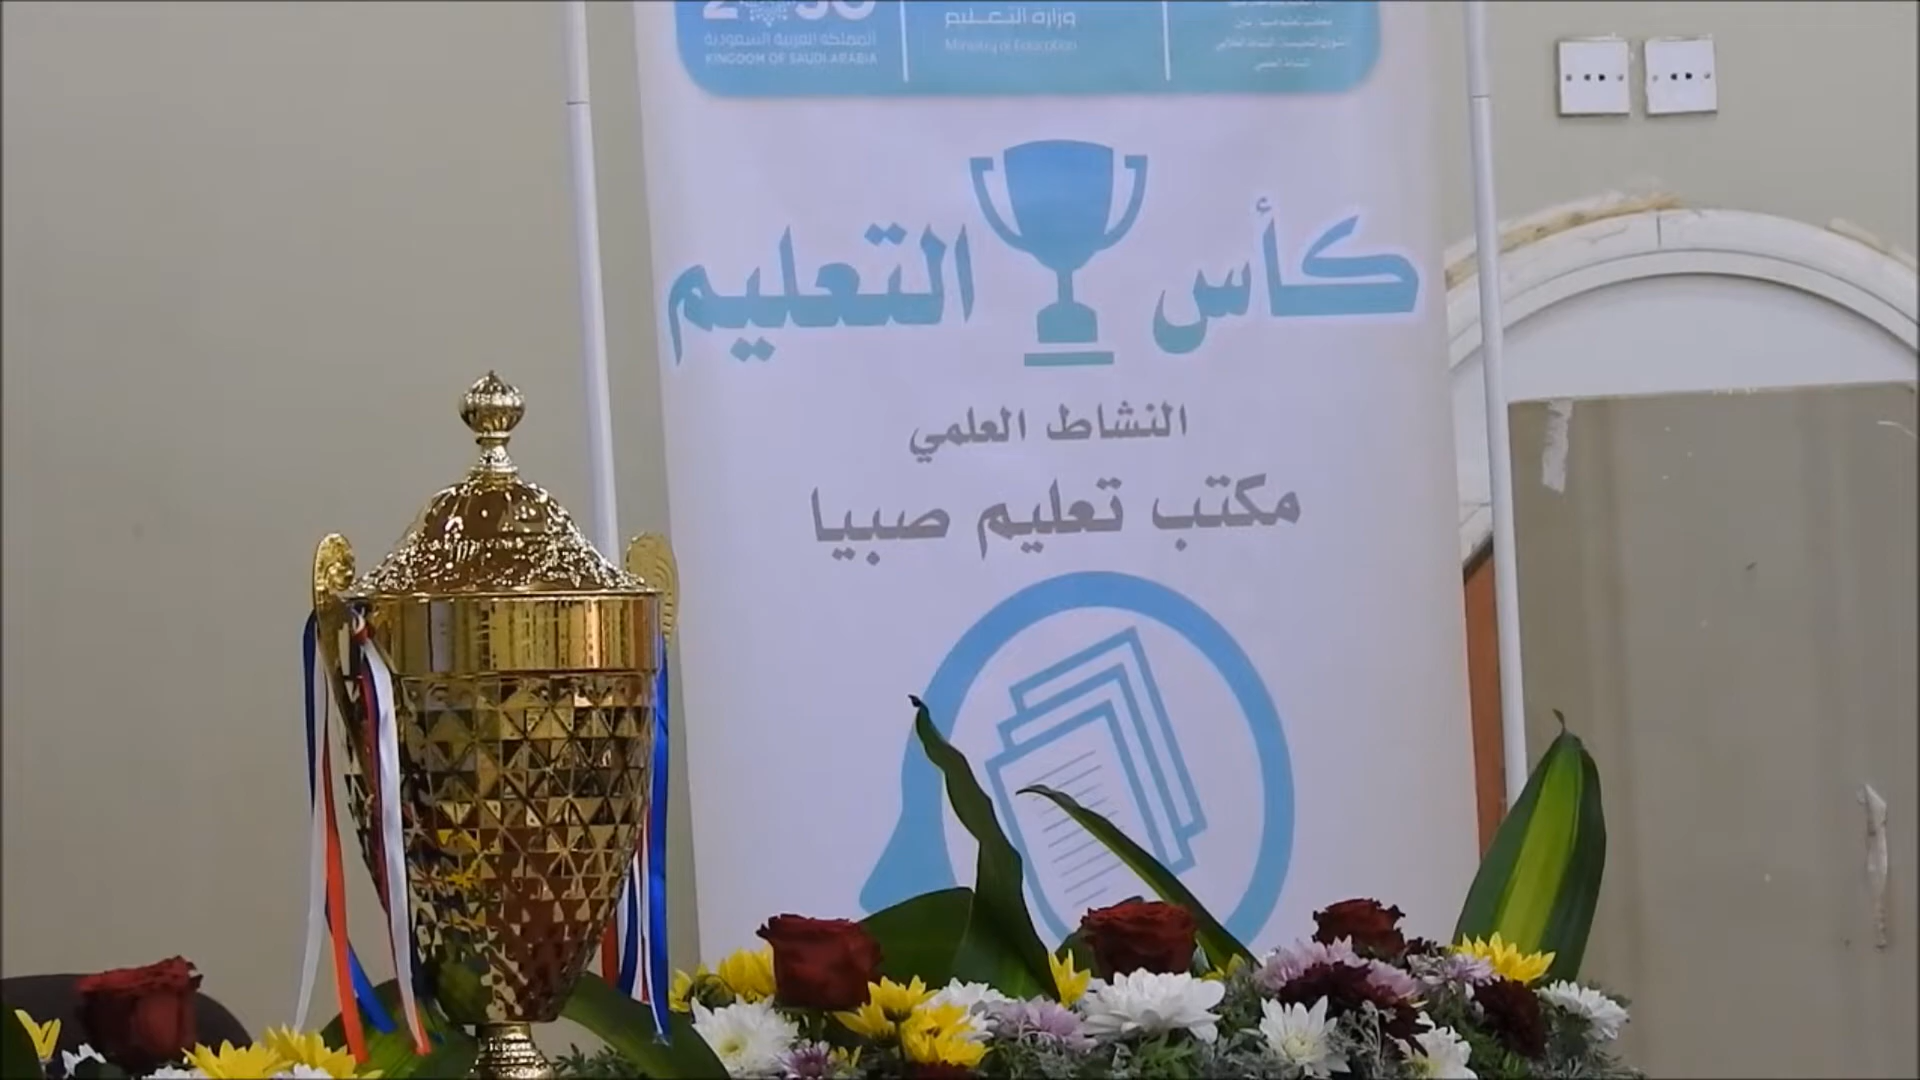 2030
المملكة العربية السعودية
KINGDOM OF SAUDI ARABIA
وزارة التعليم
Ministry of Education
كأس التعليم
النشاط العلمي
مكتب تعليم صبيا